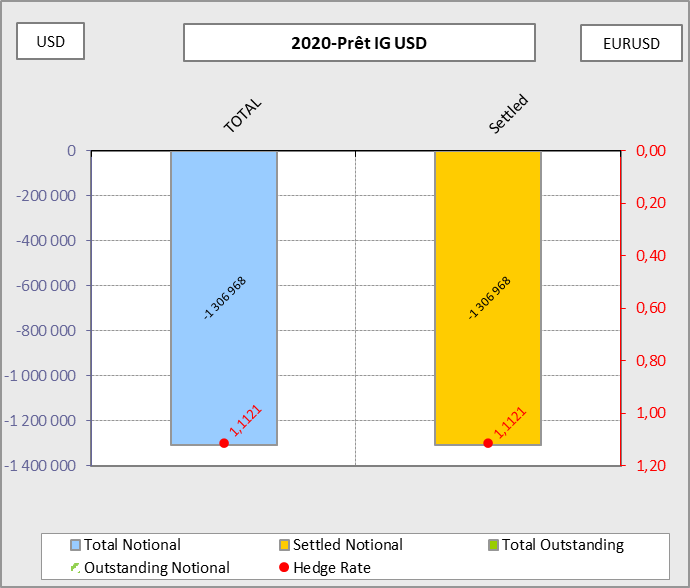 USD
2020-Prêt IG USD
EURUSD
TOTAL
Settled
0
-200 000
-400 000
-600 000
-800 000
-1 000 000
-1 200 000
-1 400 000
-1 306 968
-1 306 968
1,1121
1,1121
0,00
0,20
0,40
0,60
0,80
1,00
1,20
Total Notional
Settled Notional
Total Outstanding
Outstanding Notional
Hedge Rate